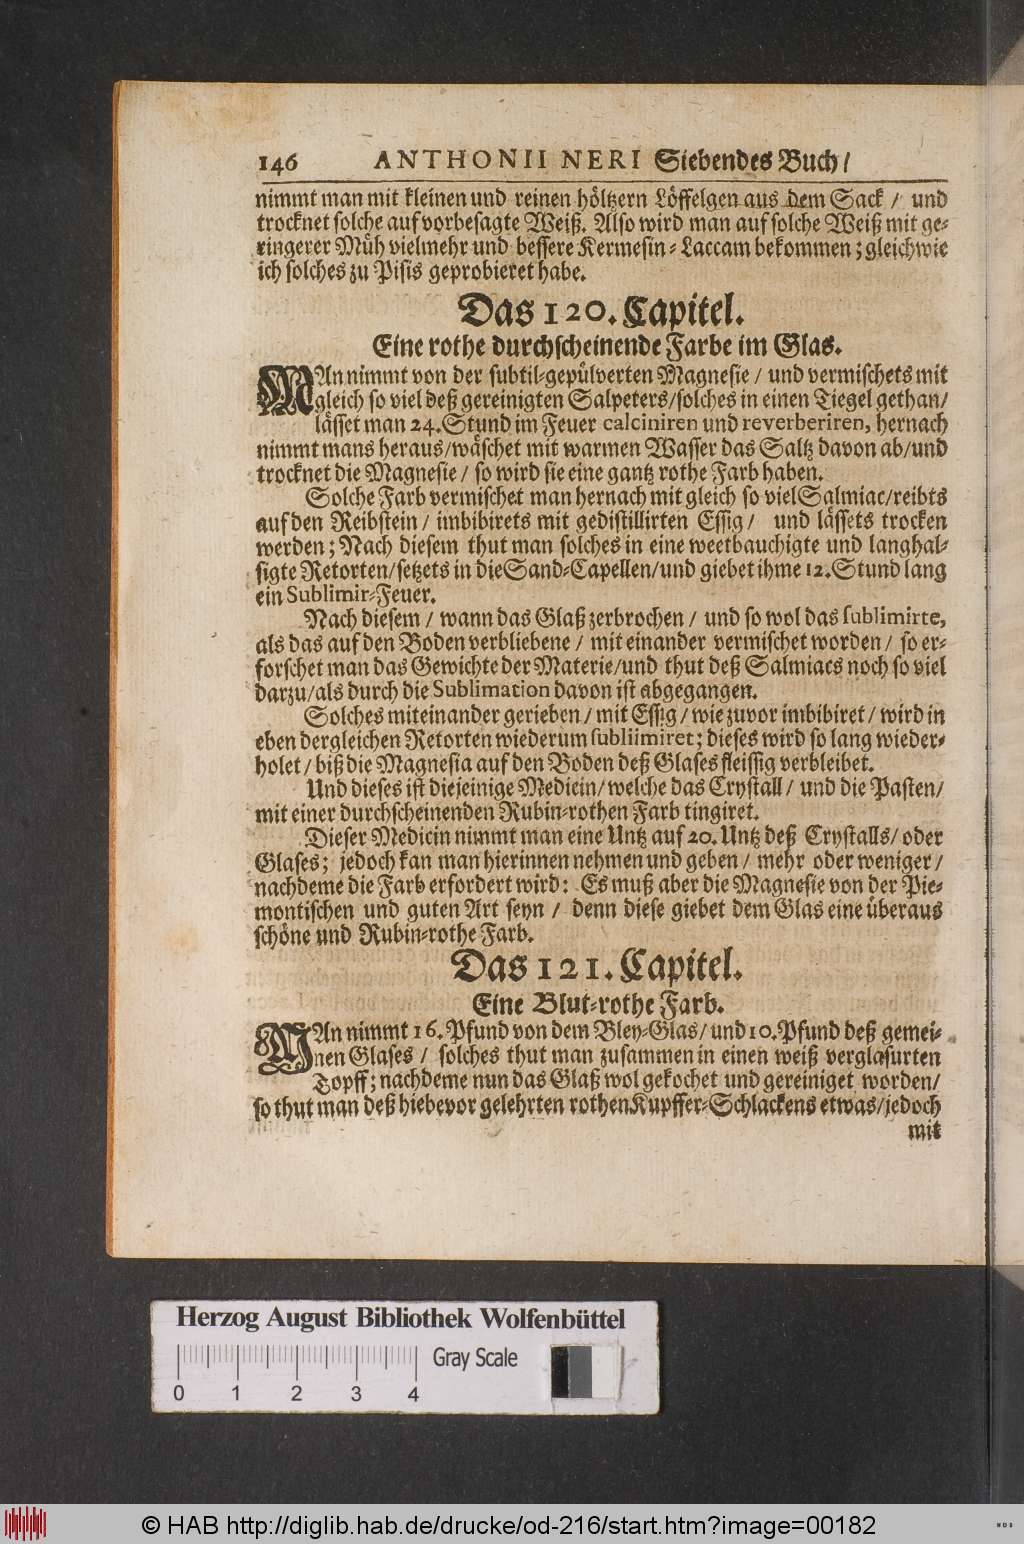 146 ANTHONII NERI Siebendes Buch/
nimmt man mit kleinen und reinen höltzern Löffelgen aus dem Sack / und
trocknet solche auf vorbesagte Weiß. Also wird man auf solche Weiß mit ge-
ringerer Müh vielmehr und bessere Kermesin-Laccam bekommen; gleichwie
ich solches zu Pisis geprobieret habe.
Das 120. Capitel.
Eine rothe durchscheinende Farbe im Glas.
MAn nimmt von der subtil-gepülverten Magnesie / und vermischets mit
gleich so viel deß gereinigten Salpeters/solches in einen Tiegel gethan/
lässet man 24. Stund im Feuer calciniren und reverberiren, hernach
nimmt mans heraus/wäschet mit warmen Wasser das Saltz davon ab/und
trocknet die Magnesie / so wird sie eine gantz rothe Farb haben.
Solche Farb vermischet man hernach mit gleich so viel Salmiac/reibts
auf den Reibstein / imbibirets mit gedistillirten Essig / und lässets trocken
werden; Nach diesem thut man solches in eine weetbauchigte und langhal-
sigte Retorten/setzets in die Sand-Capellen/und giebet ihme 12. Stund lang
ein Sublimir-Feuer.
Nach diesem / wann das Glaß zerbrochen / und so wol das sublimirte,
als das auf den Boden verbliebene / mit einander vermischet worden / so er-
forschet man das Gewichte der Materie/und thut deß Salmiacs noch so viel
darzu/als durch die Sublimation davon ist abgegangen.
Solches miteinander gerieben / mit Essig / wie zuvor imbibiret / wird in
eben dergleichen Retorten wiederum subliimiret; dieses wird so lang wieder-
holet / biß die Magnesia auf den Boden deß Glases fleissig verbleibet.
Und dieses ist diejeinige Medicin/welche das Crystall / und die Pasten/
mit einer durchscheinenden Rubin-rothen Farb tingiret.
Dieser Medicin nimmt man eine Untz auf 20. Untz deß Crystalls/ oder
Glases; jedoch kan man hierinnen nehmen und geben / mehr oder weniger /
nachdeme die Farb erfordert wird: Es muß aber die Magnesie von der Pie-
montischen und guten Art seyn / denn diese giebet dem Glas eine überaus
schöne und Rubin-rothe Farb.
Das 121. Capitel.
Eine Blut-rothe Farb.
MAn nimmt 16. Pfund von dem Bley-Glas/ und 10. Pfund deß gemei-
nen Glases / solches thut man zusammen in einen weiß verglasurten
Topff; nachdeme nun das Glaß wol gekochet und gereiniget worden/
so thut man deß hiebevor gelehrten rothen Kupffer-Schlackens etwas/jedoch
mit
Herzog August Bibliothek Wolfenbüttel
Gray Scale
0 1 2 3 4
© HAB http://diglib.hab.de/drucke/od-216/start.htm?image=00182